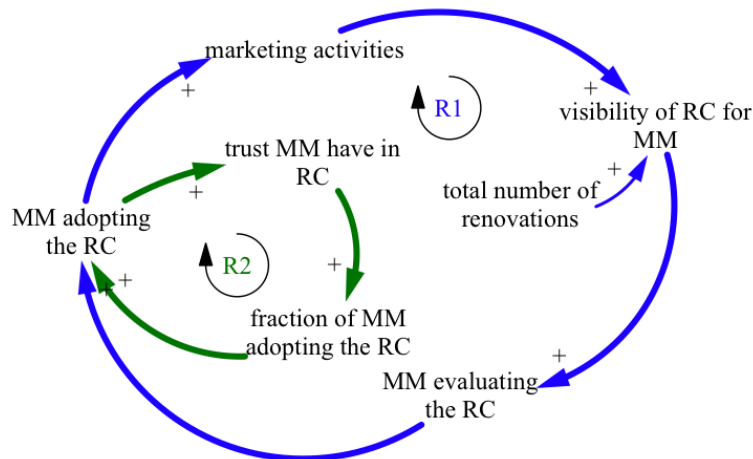 marketing activities
+
+
R1
visibility of RC for
MM
trust MM have in
RC
+
+
total number of
renovations
MM adopting
the RC
R2
+
+
+
fraction of MM
adopting the RC
+
MM evaluating
the RC